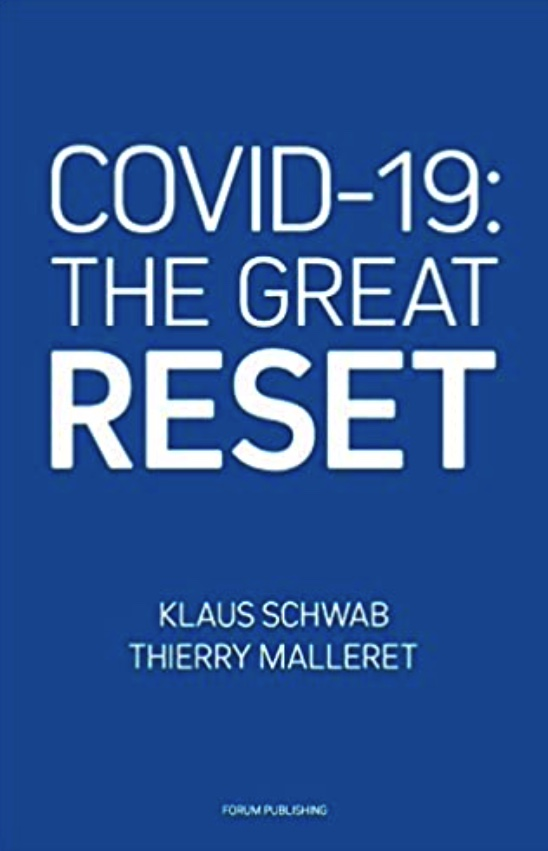 COVID-19:
THE GREAT
RESET
KLAUS SCHWAB
THIERRY MALLERET
FORUM PUBLISHING